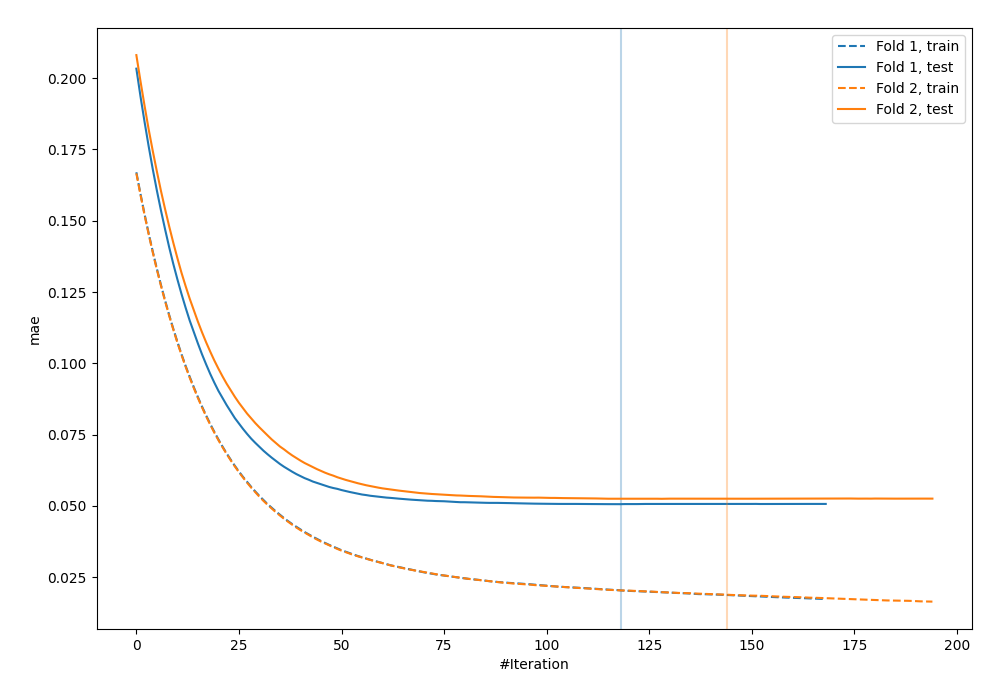 Fold 1, train
Fold 1, test
Fold 2, train
Fold 2, test
0.200
0.175
0.150
0.125
0.100
0.075
0.050
0.025
mae
0 25 50 75 100 125 150 175 200
#Iteration